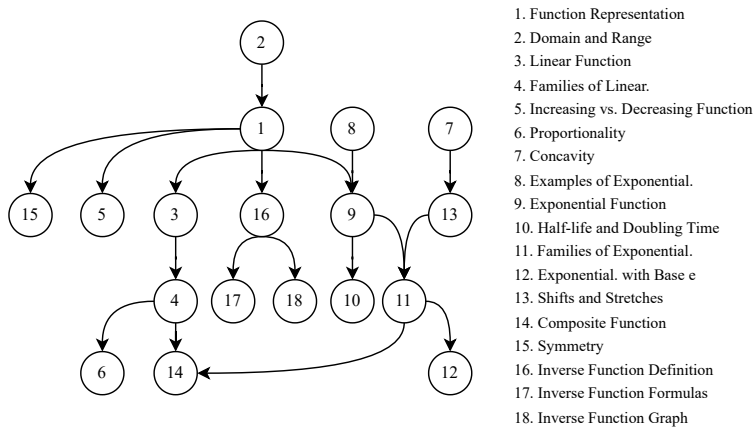 2
1
8
7
15
5
3
16
9
13
4
17
18
10
11
6
14
12
1. Function Representation
2. Domain and Range
3. Linear Function
4. Families of Linear.
5. Increasing vs. Decreasing Function
6. Proportionality
7. Concavity
8. Examples of Exponential.
9. Exponential Function
10. Half-life and Doubling Time
11. Families of Exponential.
12. Exponential. with Base e
13. Shifts and Stretches
14. Composite Function
15. Symmetry
16. Inverse Function Definition
17. Inverse Function Formulas
18. Inverse Function Graph